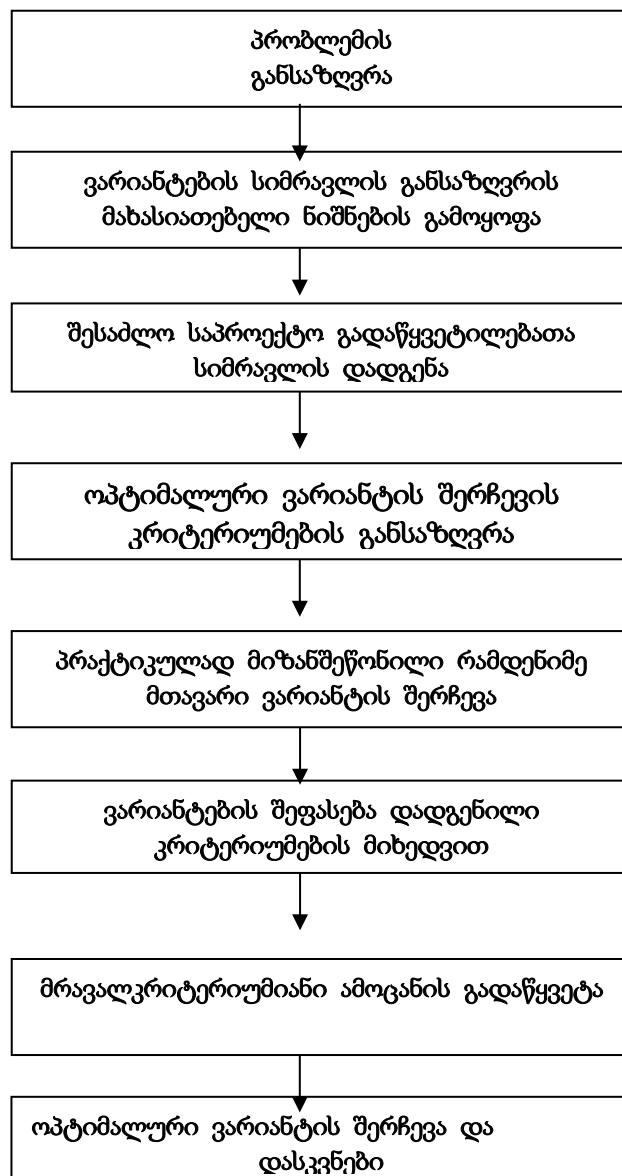 პრობლემის
განსაზღვრა
ვარიანტების სიმრავლის განსაზღვრის
მახასიათებელი ნიშნების გამოყოფა
შესაძლო საპროექტო გადაწყვეტილებათა
სიმრავლის დადგენა
ოპტიმალური ვარიანტის შერჩევის
კრიტერიუმების განსაზღვრა
პრაქტიკულად მიზანშეწონილი რამდენიმე
მთავარი ვარიანტის შერჩევა
ვარიანტების შეფასება დადგენილი
კრიტერიუმების მიხედვით
მრავალკრიტერიუმიანი ამოცანის გადაწყვეტა
ოპტიმალური ვარიანტის შერჩევა და
დასკვნები